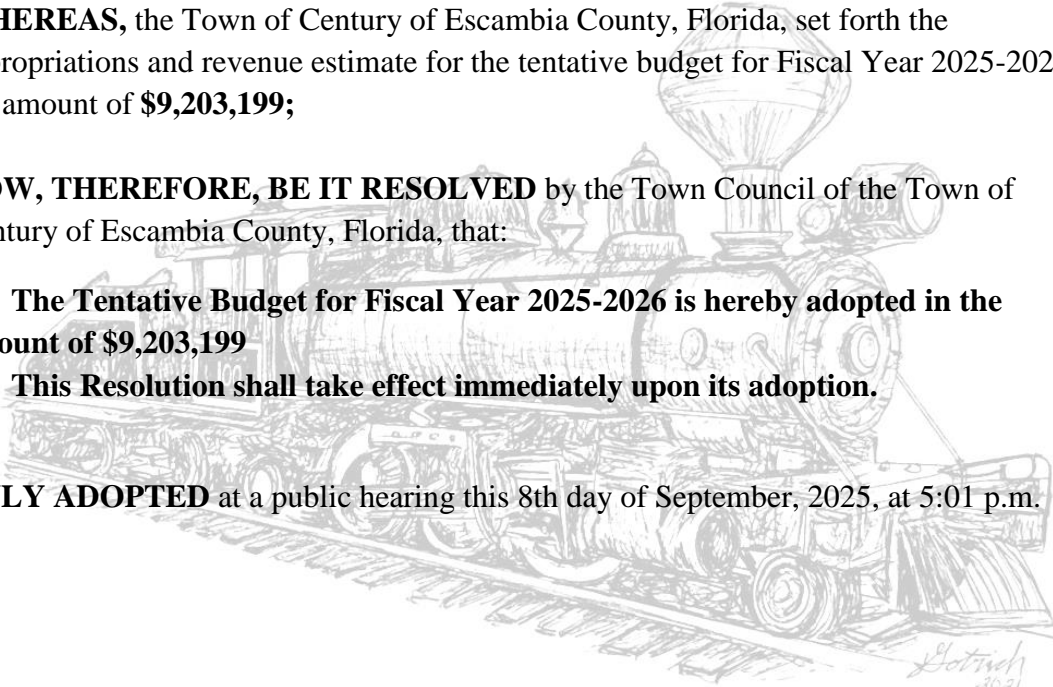 HEREAS, the Town of Century of Escambia County, Florida, set forth the
ropriations and revenue estimate for the tentative budget for Fiscal Year 2025-202
amount of $9,203,199;
OW, THEREFORE, BE IT RESOLVED by the Town Council of the Town of
ntury of Escambia County, Florida, that:
The Tentative Budget for Fiscal Year 2025-2026 is hereby adopted in the
ount of $9,203,199
This Resolution shall take effect immediately upon its adoption.
LY ADOPTED at a public hearing this 8th day of September, 2025, at 5:01 p.m.